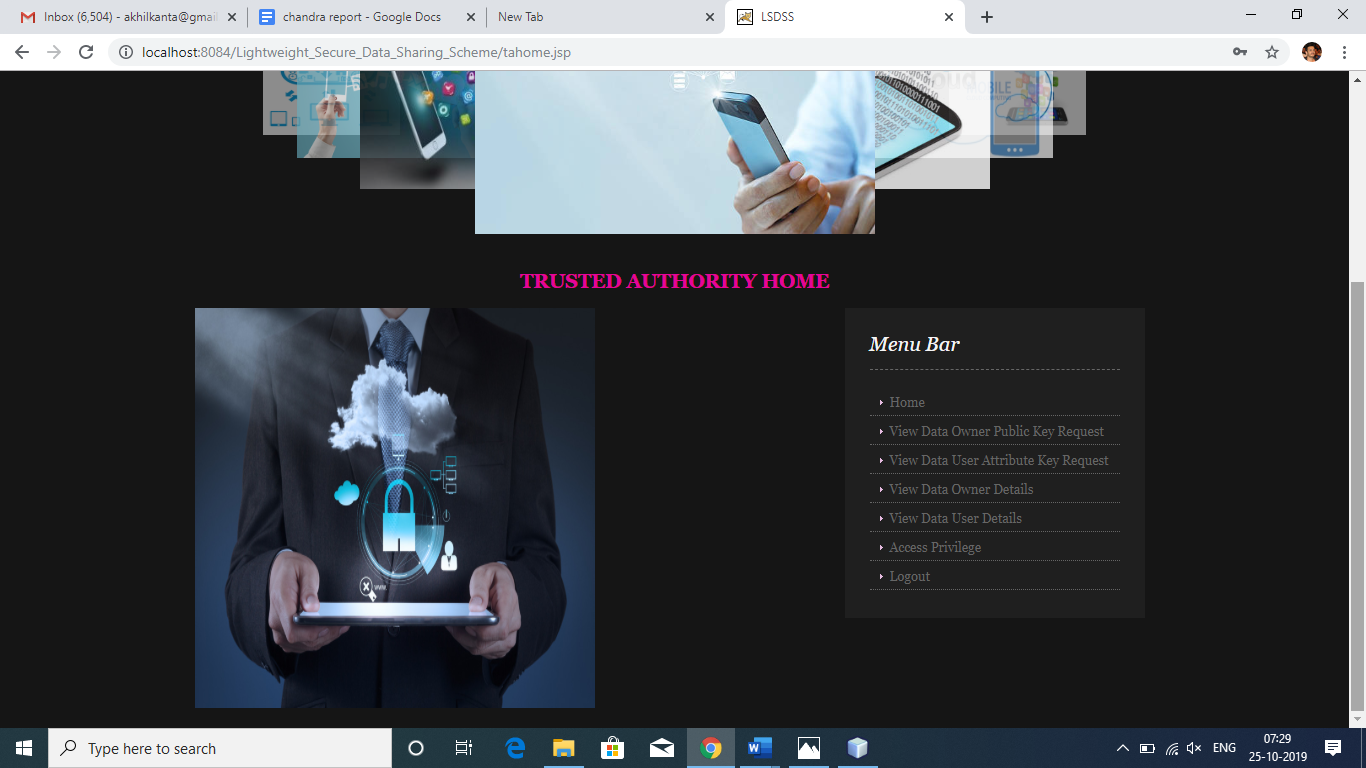 Inbox (6,504) - akhilkanta@gmai
chandra report - Google Docs
New Tab
LSDSS
localhost:8084/Lightweight_Secure_Data_Sharing_Scheme/tahome.jsp
MOBILE
TRUSTED AUTHORITY HOME
Menu Bar
Home
View Data Owner Public Key Request
View Data User Attribute Key Request
View Data Owner Details
View Data User Details
Access Privilege
Logout
www.
Type here to search
ENG
07:29
25-10-2019